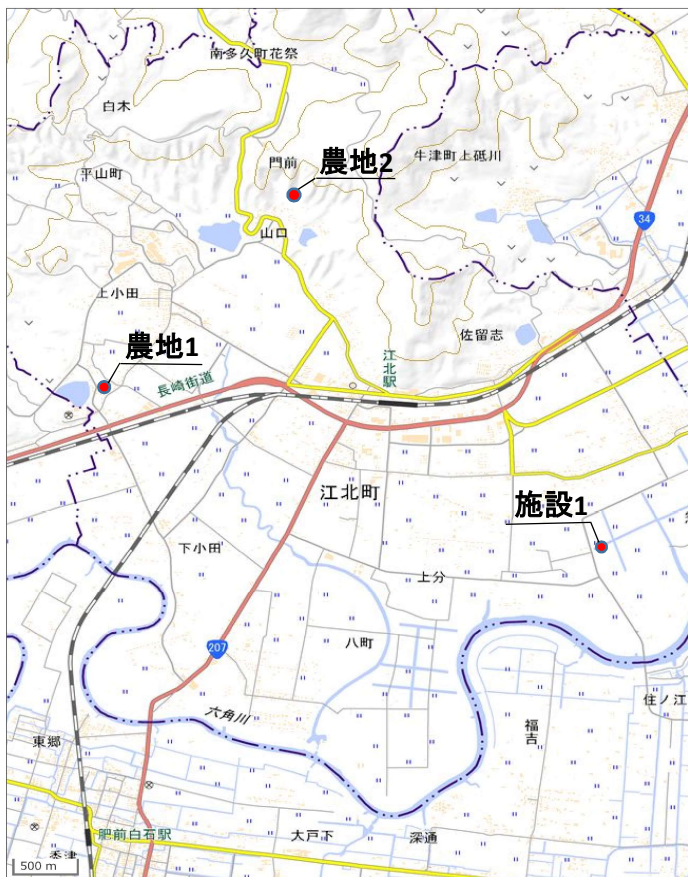 南多久町花祭
白木
門前
農地2
牛津町上砥川
平山町
34
山口
上小田
佐留志
農地1
江北駅
長崎街道
江北町
施設1
下小田
上分
八町
207
六角川
住ノ江
福吉
東郷
肥前白石駅
大戸下
深通
500 m